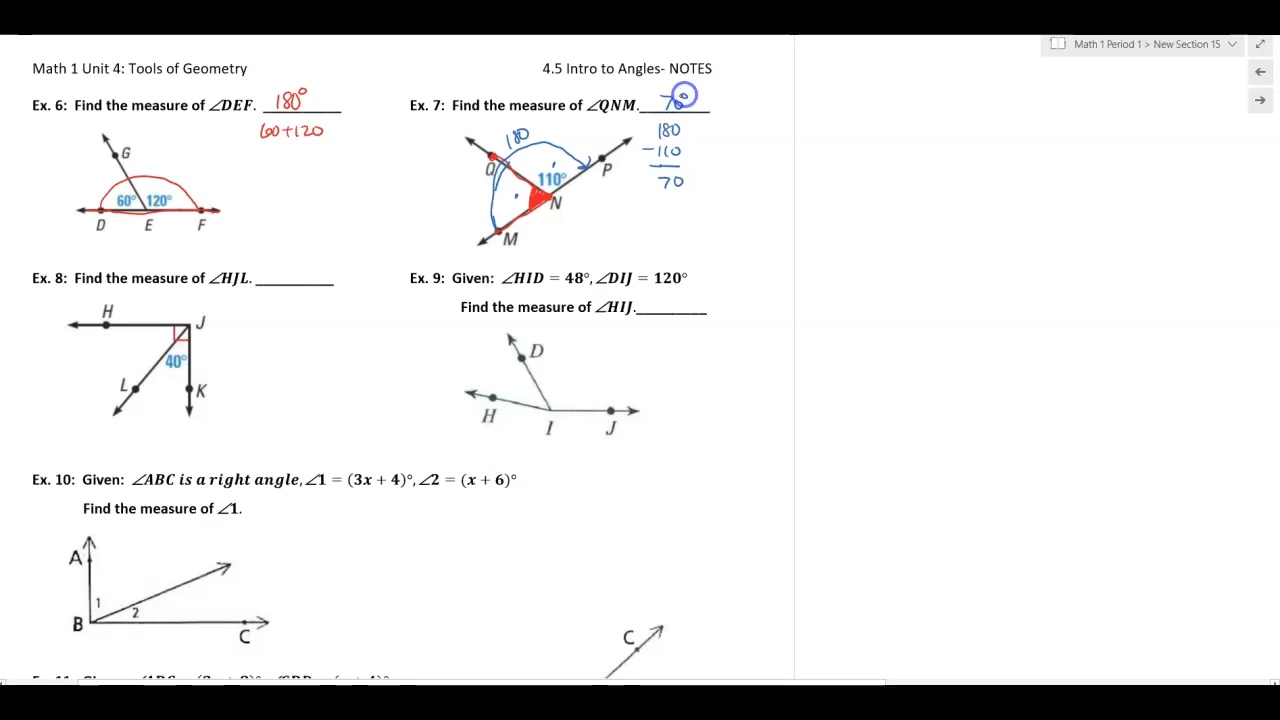 Math 1 Period 1 > New Section 15
Math 1 Unit 4: Tools of Geometry
4.5 Intro to Angles- NOTES
Ex. 6: Find the measure of ∠DEF. 180°
60+120
G
60° 120°
D E F
Ex. 7: Find the measure of ∠QNM. 70°
180
-110
70
180
Q
110°
P
N
M
Ex. 8: Find the measure of ∠HJL. __________
H
J
40°
L
K
Ex. 9: Given: ∠HID = 48°, ∠DIJ = 120°
Find the measure of ∠HIJ. _________
D
H
I
J
Ex. 10: Given: ∠ABC is a right angle, ∠1 = (3x + 4)°, ∠2 = (x + 6)°
Find the measure of ∠1.
A
1
2
B
C
C